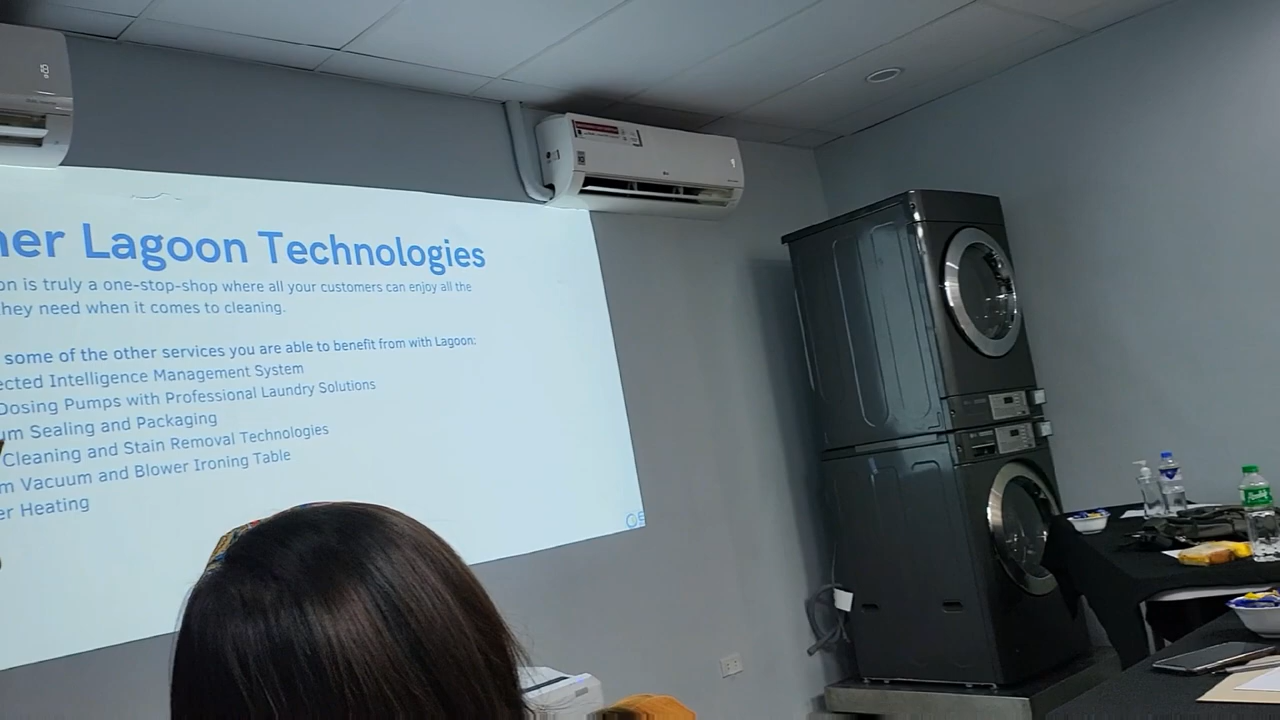 her Lagoon Technologies
on is truly a one-stop-shop where all your customers can enjoy all the
hey need when it comes to cleaning.
some of the other services you are able to benefit from with Lagoon:
ected Intelligence Management System
Dosing Pumps with Professional Laundry Solutions
um Sealing and Packaging
Cleaning and Stain Removal Technologies
m Vacuum and Blower Ironing Table
er Heating